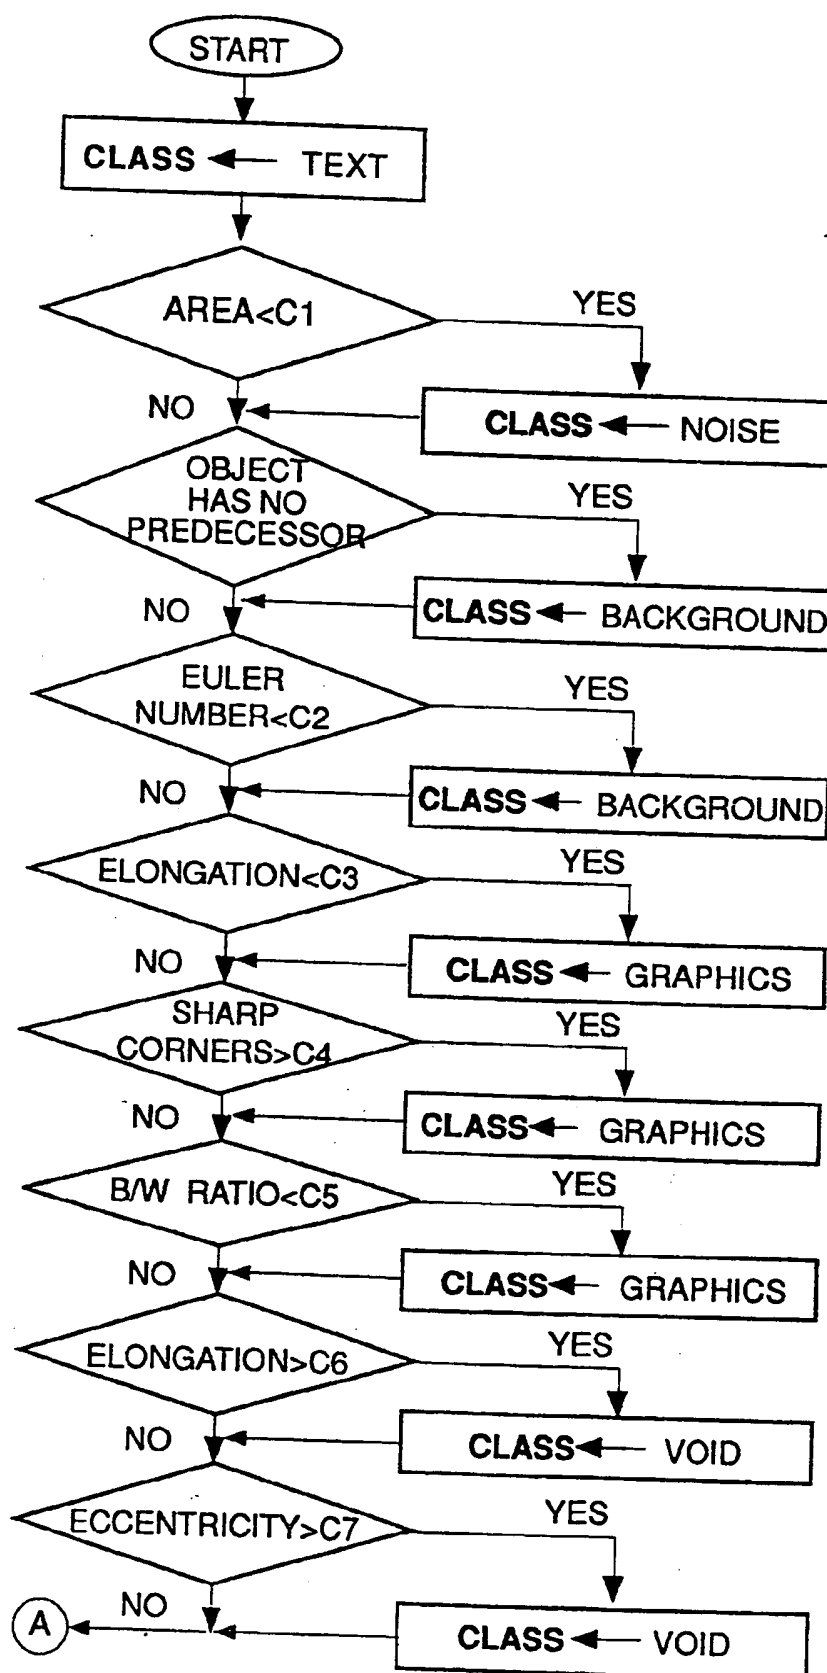 START
CLASS ← TEXT
AREA<C1
YES
NO
CLASS ← NOISE
OBJECT
HAS NO
PREDECESSOR
YES
NO
CLASS ← BACKGROUND
EULER
NUMBER<C2
YES
NO
CLASS ← BACKGROUND
ELONGATION<C3
YES
NO
CLASS ← GRAPHICS
SHARP
CORNERS>C4
YES
NO
CLASS ← GRAPHICS
B/W RATIO<C5
YES
NO
CLASS ← GRAPHICS
ELONGATION>C6
YES
NO
CLASS ← VOID
ECCENTRICITY>C7
YES
NO
A
CLASS ← VOID